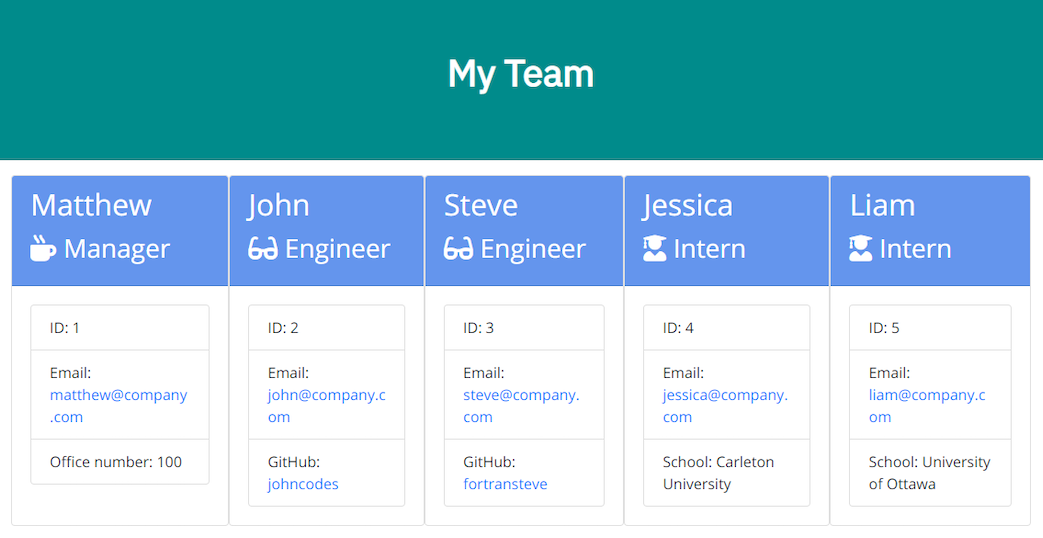 My Team
Matthew
Manager
ID: 1
Email:
matthew@company
.com
Office number: 100
John
Engineer
ID: 2
Email:
john@company.c
om
GitHub:
johncodes
Steve
Engineer
ID: 3
Email:
steve@company.
com
GitHub:
fortransteve
Jessica
Intern
ID: 4
Email:
jessica@company.
com
School: Carleton
University
Liam
Intern
ID: 5
Email:
liam@company.c
om
School: University
of Ottawa